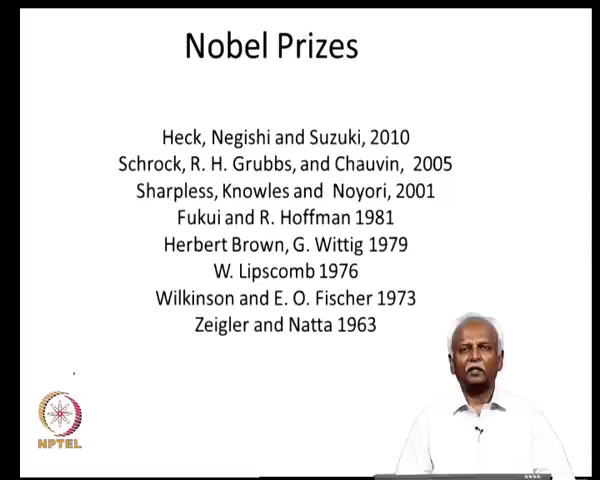 Nobel Prizes
Heck, Negishi and Suzuki, 2010
Schrock, R. H. Grubbs, and Chauvin, 2005
Sharpless, Knowles and Noyori, 2001
Fukui and R. Hoffman 1981
Herbert Brown, G. Wittig 1979
W. Lipscomb 1976
Wilkinson and E. O. Fischer 1973
Zeigler and Natta 1963
NPTEL